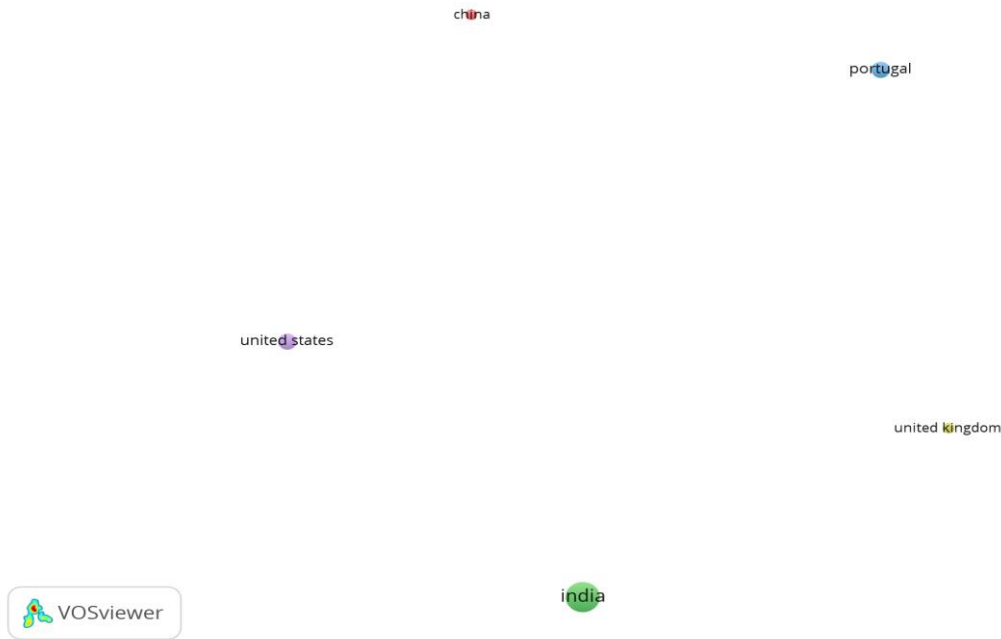 china
portugal
united states
united kingdom
india
VOSviewer